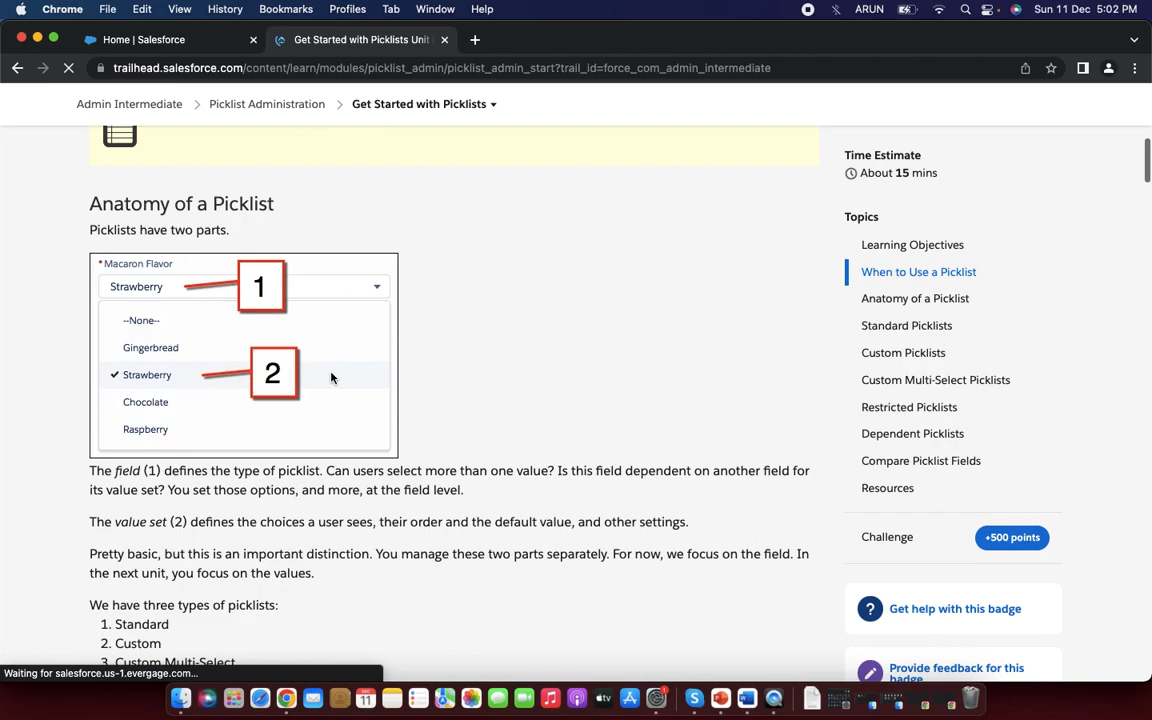 Chrome File Edit View History Bookmarks Profiles Tab Window Help ARUN Sun 11 Dec 5:02 PM
Home | Salesforce
Get Started with Picklists Unit
trailhead.salesforce.com/content/learn/modules/picklist_admin/picklist_admin_start?trail_id=force_com_admin_intermediate
Admin Intermediate > Picklist Administration > Get Started with Picklists
Anatomy of a Picklist
Picklists have two parts.
* Macaron Flavor
Strawberry
1
--None--
Gingerbread
Strawberry
2
Chocolate
Raspberry
The field (1) defines the type of picklist. Can users select more than one value? Is this field dependent on another field for
its value set? You set those options, and more, at the field level.
The value set (2) defines the choices a user sees, their order and the default value, and other settings.
Pretty basic, but this is an important distinction. You manage these two parts separately. For now, we focus on the field. In
the next unit, you focus on the values.
We have three types of picklists:
1. Standard
2. Custom
3. Custom Multi-Select
Time Estimate
About 15 mins
Topics
Learning Objectives
When to Use a Picklist
Anatomy of a Picklist
Standard Picklists
Custom Picklists
Custom Multi-Select Picklists
Restricted Picklists
Dependent Picklists
Compare Picklist Fields
Resources
Challenge
+500 points
Get help with this badge
Provide feedback for this
badge
Waiting for salesforce.us-1.evergage.com...